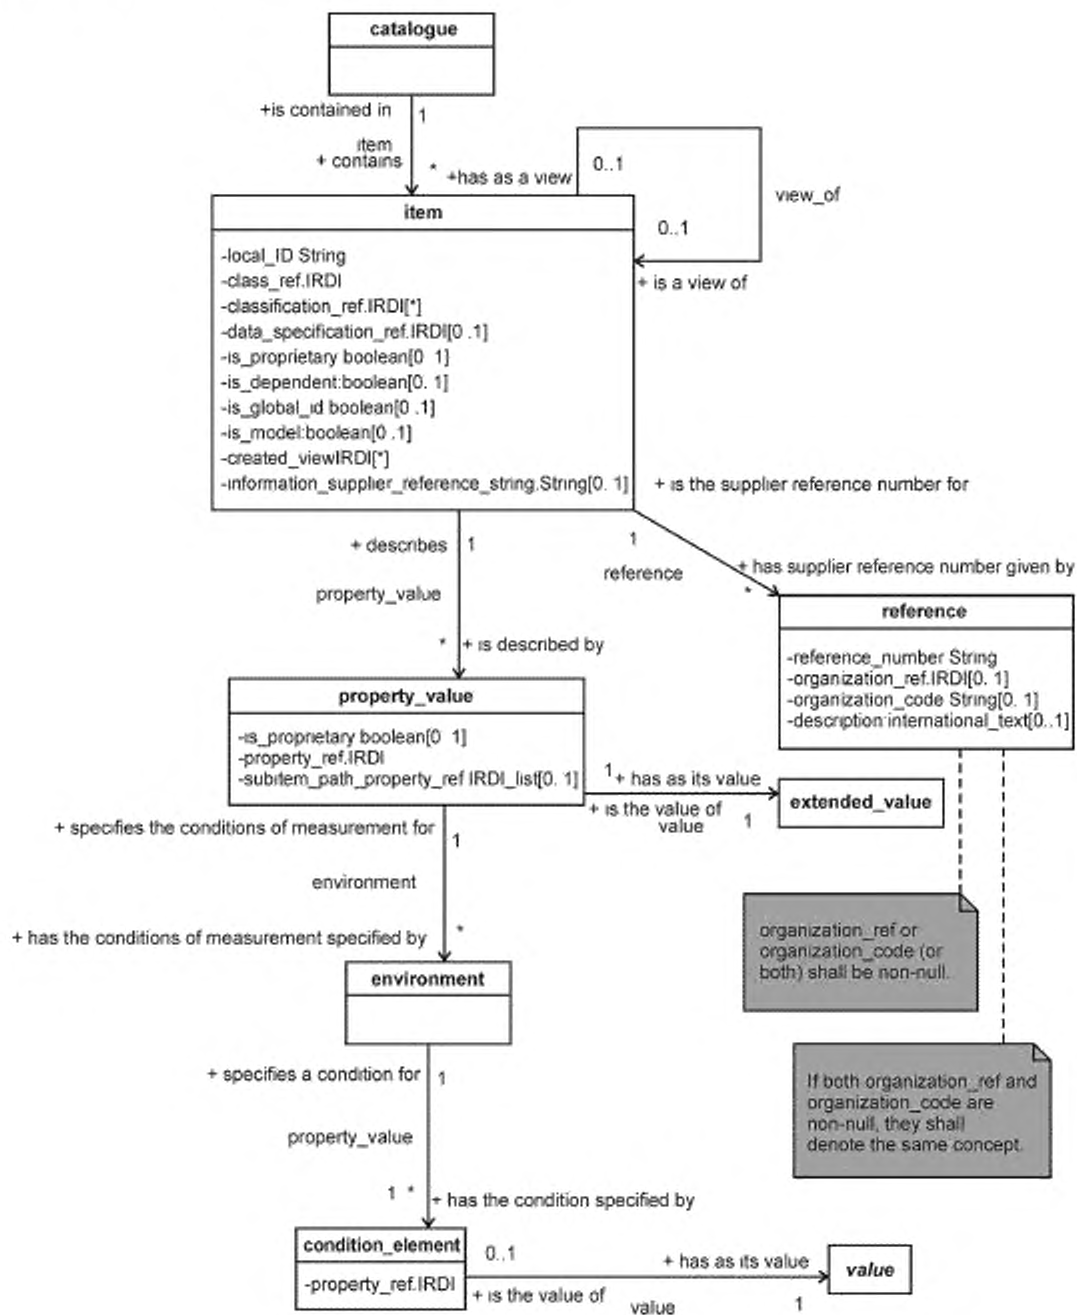 catalogue
+is contained in
1
item
+ contains
*
+has as a view
0..1
view_of
0..1
+ is a view of
item
-local_ID String
-class_ref.IRDI
-classification_ref.IRDI[*]
-data_specification_ref.IRDI[0 .1]
-is_proprietary boolean[0 1]
-is_dependent:boolean[0. 1]
-is_global_id boolean[0 .1]
-is_model:boolean[0 .1]
-created_viewIRDI[*]
-information_supplier_reference_string.String[0. 1]
+ is the supplier reference number for
1
reference
+ has supplier reference number given by
*
+ describes
1
property_value
*
+ is described by
reference
-reference_number String
-organization_ref.IRDI[0. 1]
-organization_code String[0. 1]
-description:international_text[0..1]
property_value
-is_proprietary boolean[0 1]
-property_ref.IRDI
-subitem_path_property_ref IRDI_list[0. 1]
1
+ has as its value
+ is the value of
value
1
extended_value
+ specifies the conditions of measurement for
1
environment
+ has the conditions of measurement specified by
*
organization_ref or
organization_code (or
both) shall be non-null.
environment
+ specifies a condition for
1
property_value
1 *
+ has the condition specified by
If both organization_ref and
organization_code are
non-null, they shall
denote the same concept.
condition_element
-property_ref.IRDI
0..1
+ has as its value
+ is the value of
value
1
value